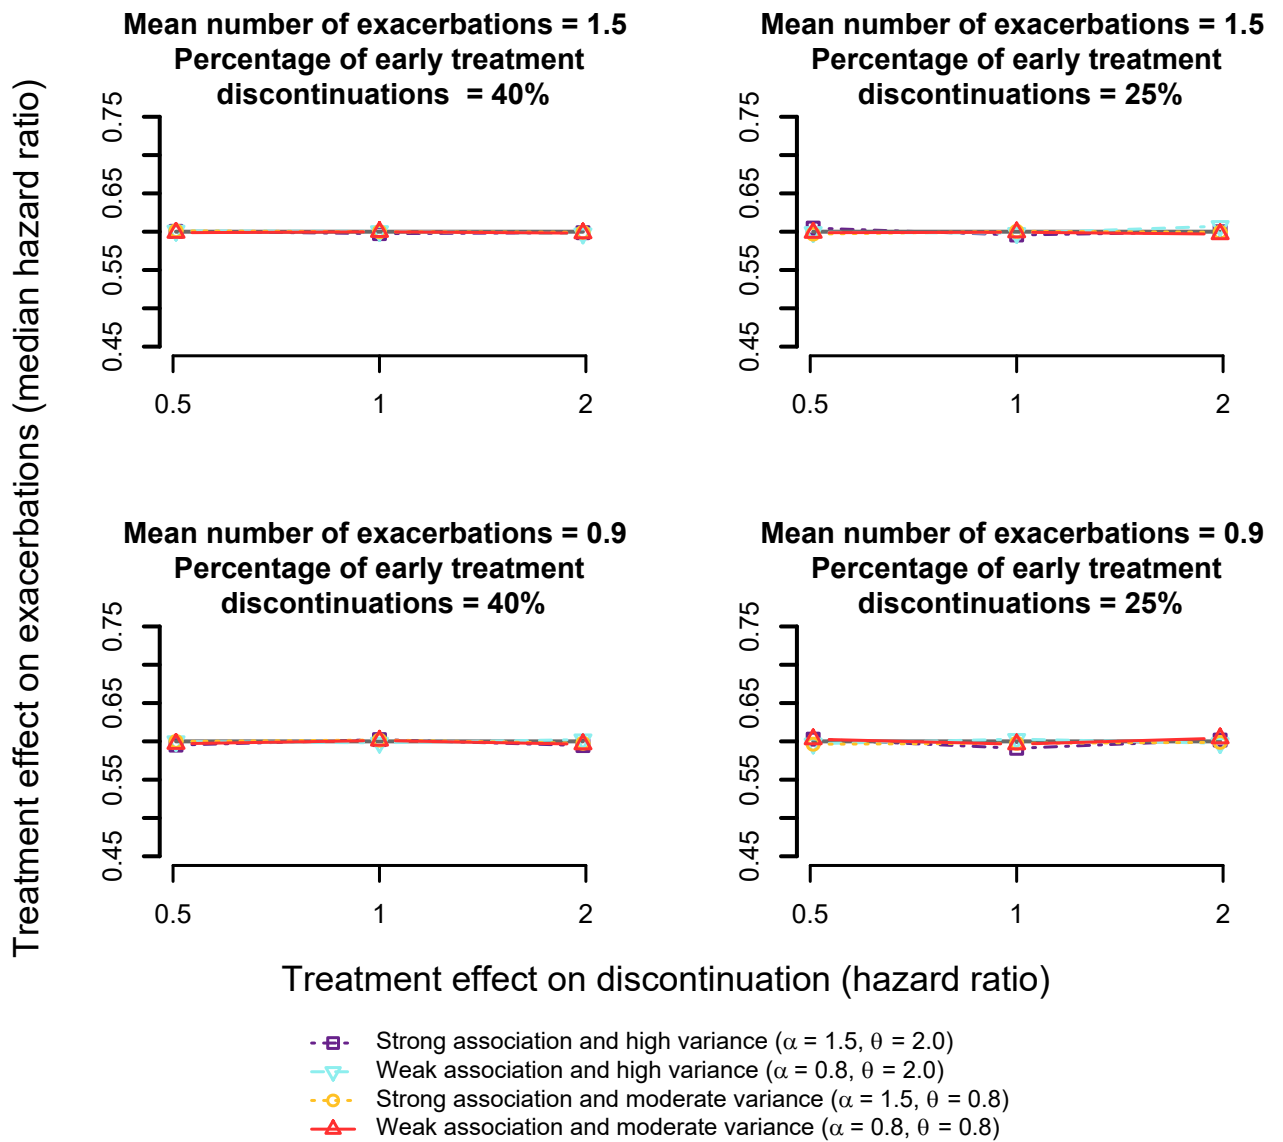 Mean number of exacerbations = 1.5
Percentage of early treatment
discontinuations = 40%
Mean number of exacerbations = 1.5
Percentage of early treatment
discontinuations = 25%
0.75
0.65
0.55
0.45
0.5 1 2
0.75
0.65
0.55
0.45
0.5 1 2
Treatment effect on exacerbations (median hazard ratio)
Mean number of exacerbations = 0.9
Percentage of early treatment
discontinuations = 40%
Mean number of exacerbations = 0.9
Percentage of early treatment
discontinuations = 25%
0.75
0.65
0.55
0.45
0.5 1 2
0.75
0.65
0.55
0.45
0.5 1 2
Treatment effect on discontinuation (hazard ratio)
Strong association and high variance (α = 1.5, θ = 2.0)
Weak association and high variance (α = 0.8, θ = 2.0)
Strong association and moderate variance (α = 1.5, θ = 0.8)
Weak association and moderate variance (α = 0.8, θ = 0.8)